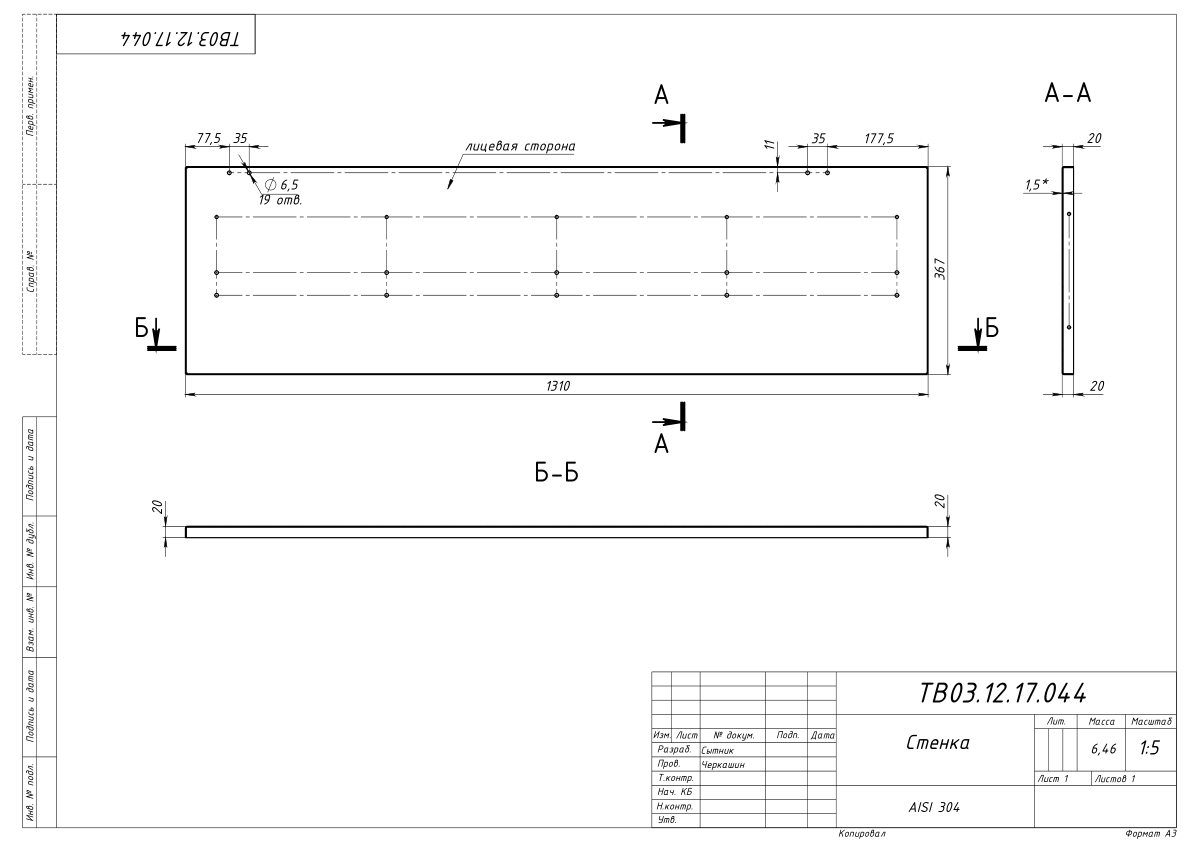 ТВ03.12.17.044
Перв. примен.
Справ. №
Подпись и дата
Инв. № дубл.
Взам. инв. №
Подпись и дата
Инв. № подл.
А
А-А
77,5
35
лицевая сторона
11
35
177,5
20
⌀ 6,5
19 отв.
1,5*
367
Б
Б
1310
20
А
Б-Б
20
20
ТВ03.12.17.044
Изм. Лист № докум. Подп. Дата
Разраб. Сытник
Пров. Черкашин
Т.контр.
Нач. КБ
Н.контр.
Утв.
Стенка
Лит. Масса Масштаб
6,46 1:5
Лист 1 Листов 1
AISI 304
Копировал Формат А3